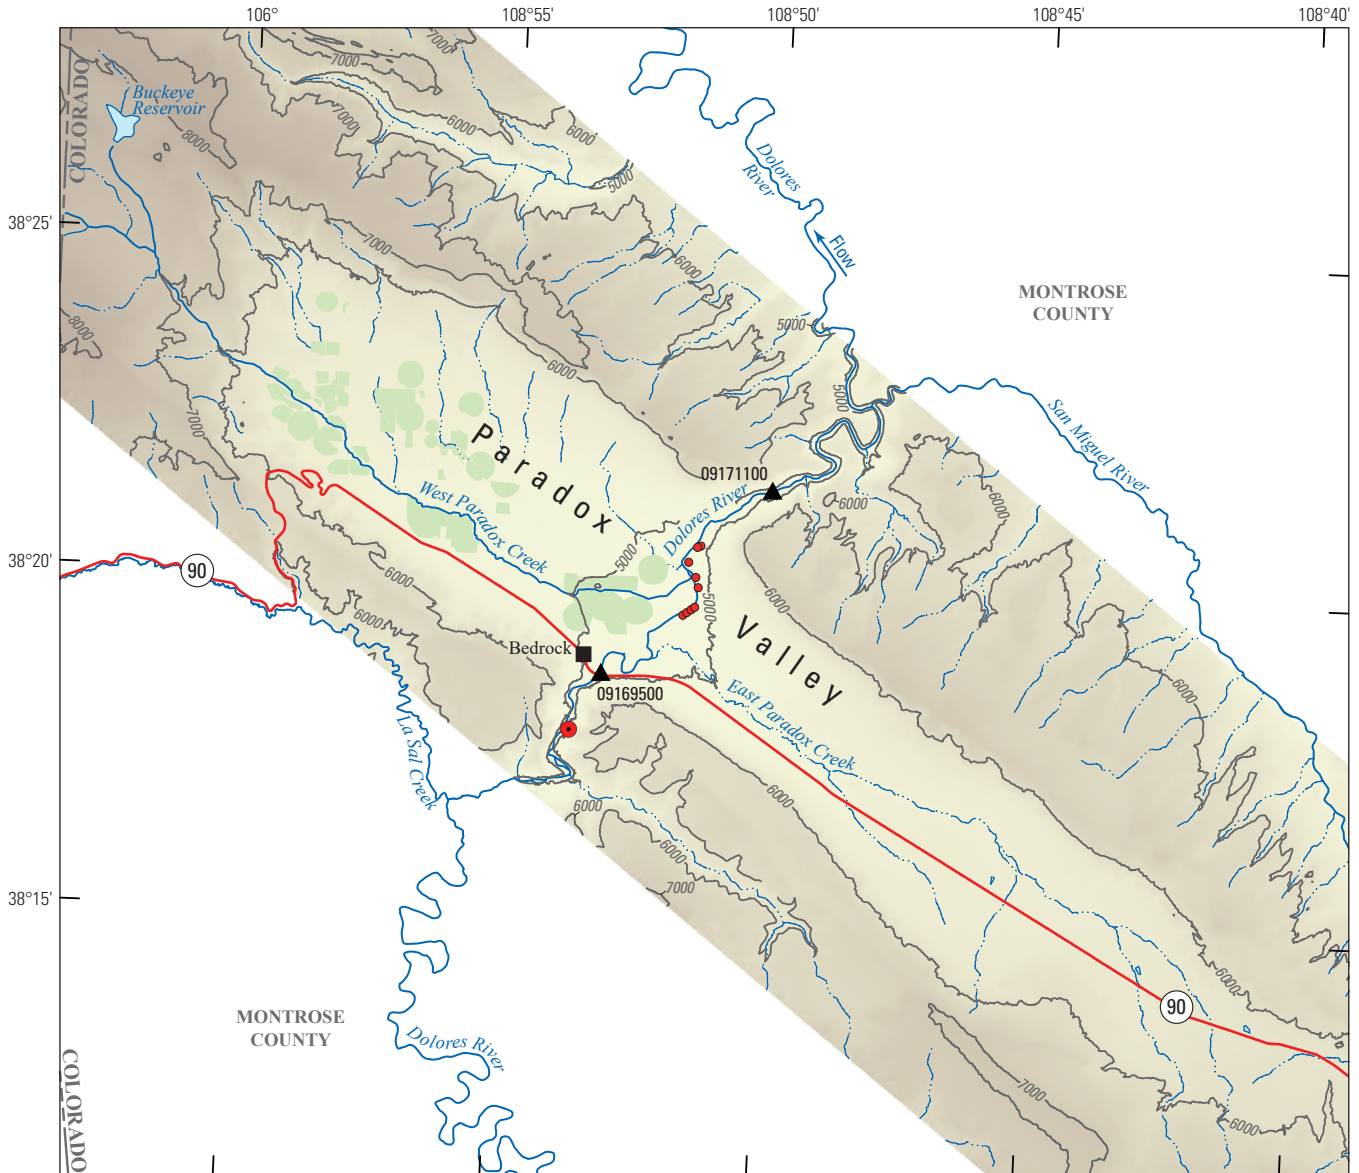 106°
108°55'
108°50'
108°45'
108°40'
COLORADO
Buckeye
Reservoir
8000
7000
7000
7000
6000
6000
5000
Dolores
River
Flow
38°25'
7000
6000
5000
MONTROSE
COUNTY
8000
7000
6000
5000
San Miguel River
Paradox
09171100
6000
6000
West Paradox Creek
Dolores River
5000
38°20'
90
6000
6000
5000
6000
Valley
Bedrock
09169500
6000
East Paradox Creek
La Sal Creek
6500
6000
6000
6000
7000
38°15'
6000
90
MONTROSE
COUNTY
Dolores River
COLORADO
7000
6000